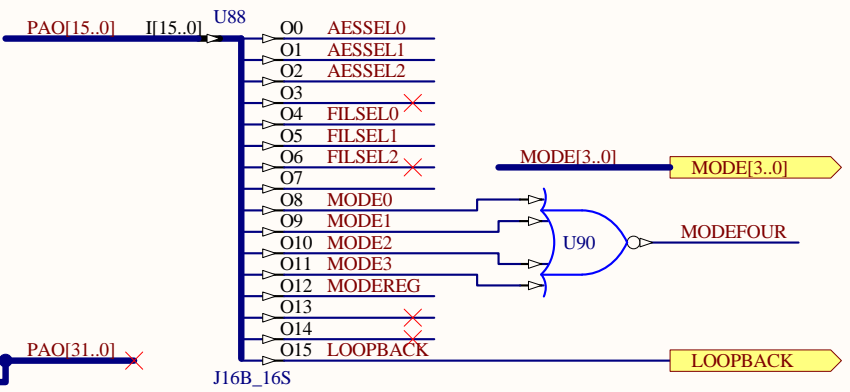 U88
PAO[15..0] I[15..0]
O0 AESSEL0
O1 AESSEL1
O2 AESSEL2
O3
O4 FILSEL0
O5 FILSEL1
O6 FILSEL2
MODE[3..0] MODE[3..0]
O7
O8 MODE0
O9 MODE1
O10 MODE2
O11 MODE3
U90 MODEFOUR
O12 MODEREG
O13
O14
O15 LOOPBACK LOOPBACK
PAO[31..0]
J16B_16S